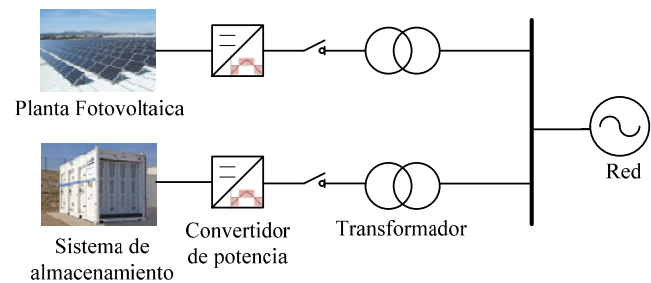 Planta Fotovoltaica
Red
Sistema de
almacenamiento
Convertidor
de potencia
Transformador